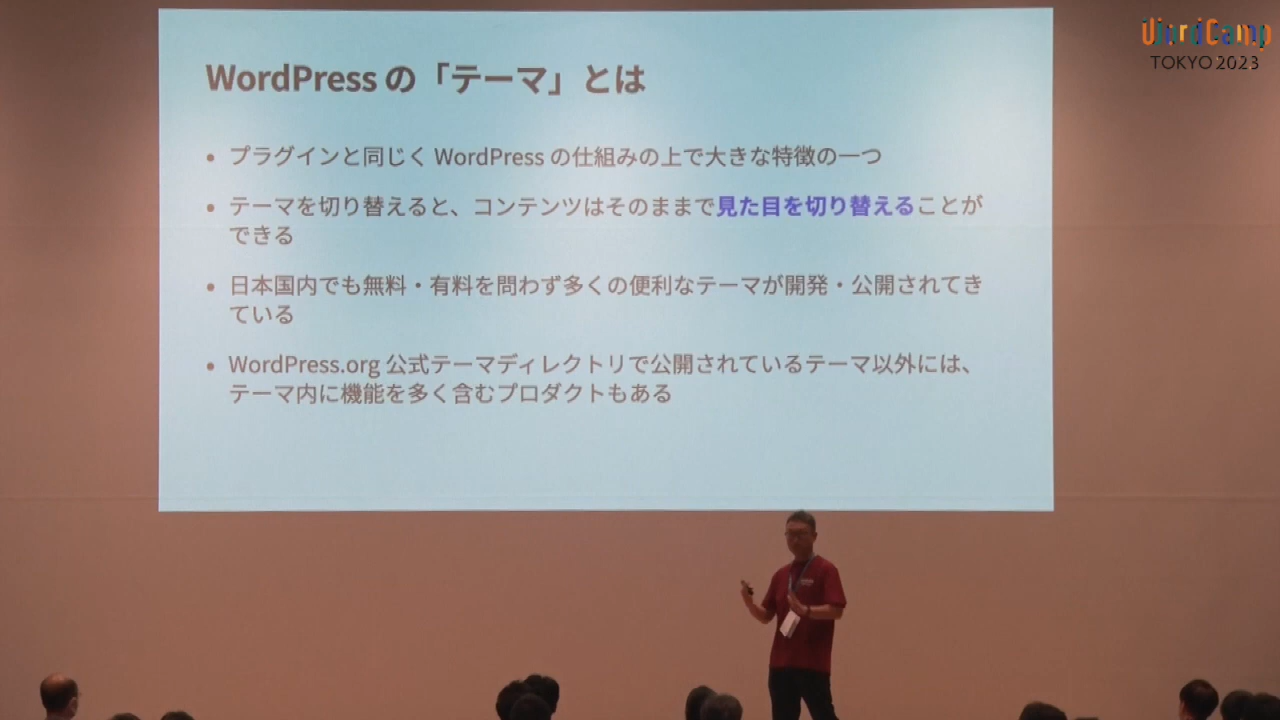 WordCamp
TOKYO 2023
WordPress の「テーマ」とは
• プラグインと同じく WordPress の仕組みの上で大きな特徴の一つ
• テーマを切り替えると、コンテンツはそのままで見た目を切り替えることが
できる
• 日本国内でも無料・有料を問わず多くの便利なテーマが開発・公開されてき
ている
• WordPress.org 公式テーマディレクトリで公開されているテーマ以外には、
テーマ内に機能を多く含むプロダクトもある